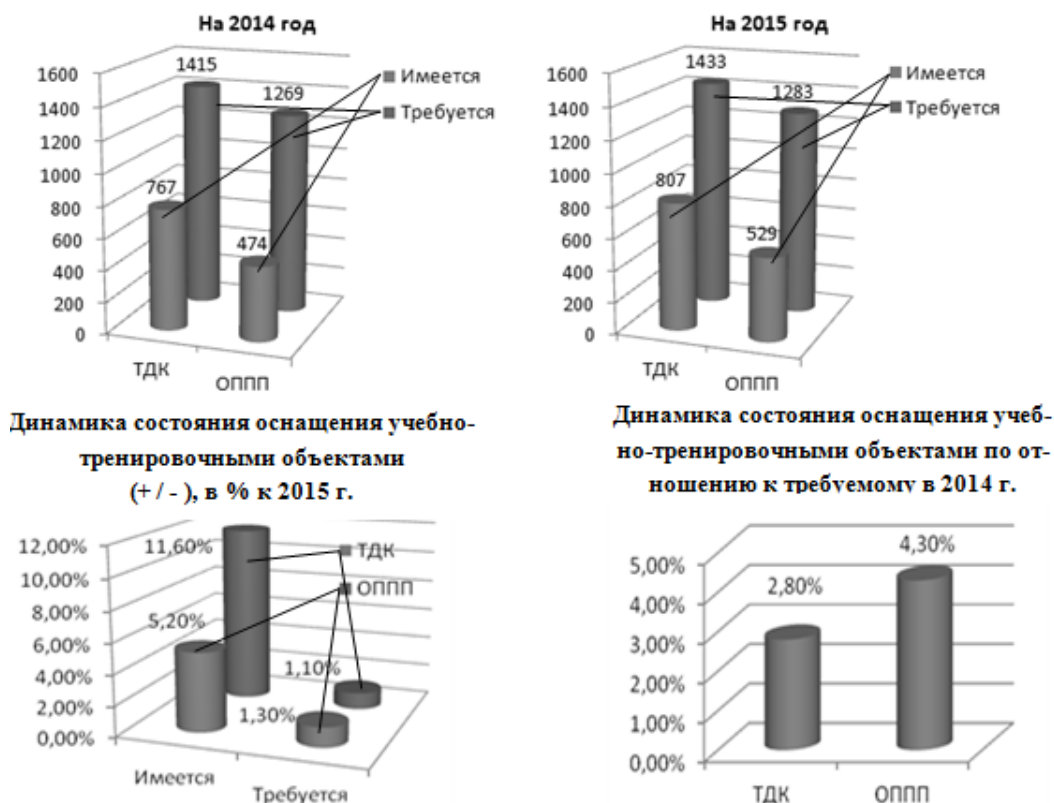 На 2014 год
1600
1400
1200
1000
800
600
400
200
0
1415
1269
767
474
Имеется
Требуется
ТДК
ОППП
На 2015 год
1600
1400
1200
1000
800
600
400
200
0
1433
1283
807
529
Имеется
Требуется
ТДК
ОППП
Динамика состояния оснащения учебно-
тренировочными объектами
(+ / - ), в % к 2015 г.
12,00%
10,00%
8,00%
6,00%
4,00%
2,00%
0,00%
11,60%
5,20%
1,10%
1,30%
ТДК
ОППП
Имеется
Требуется
Динамика состояния оснащения учеб-
но-тренировочными объектами по от-
ношению к требуемому в 2014 г.
5,00%
4,00%
3,00%
2,00%
1,00%
0,00%
2,80%
4,30%
ТДК
ОППП